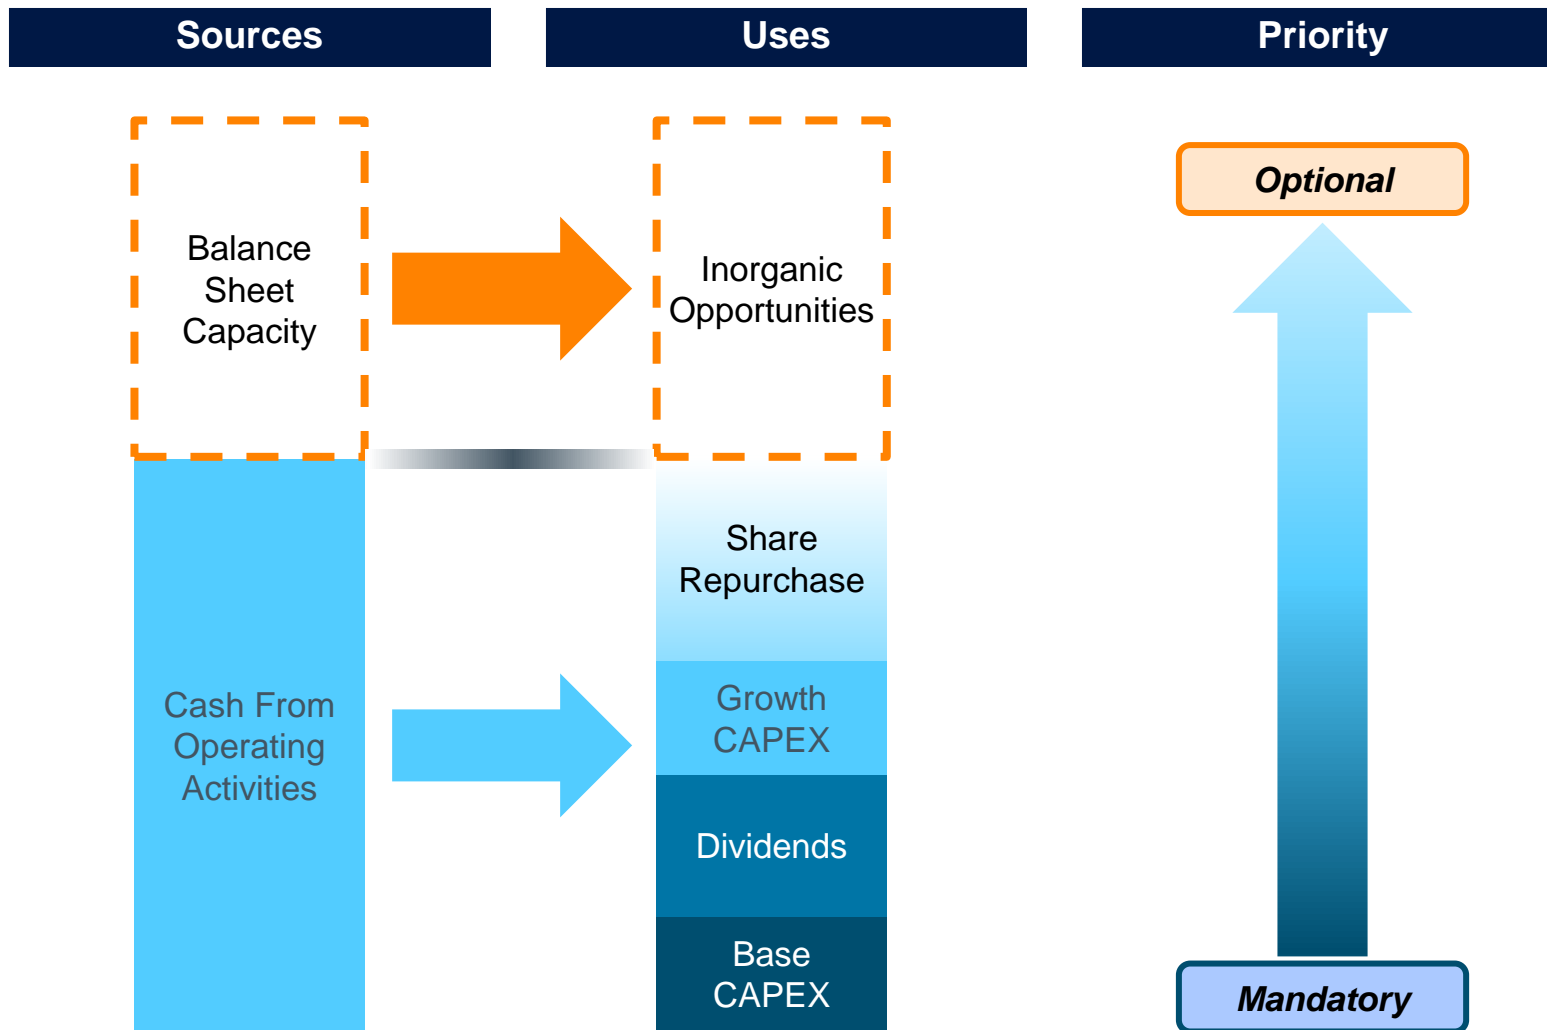 Sources
Uses
Priority
Balance
Sheet
Capacity
Inorganic
Opportunities
Optional
Share
Repurchase
Cash From
Operating
Activities
Growth
CAPEX
Dividends
Base
CAPEX
Mandatory